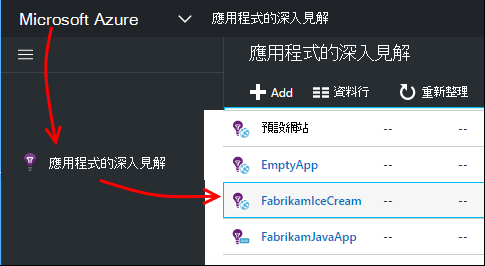 Microsoft Azure 應用程式的深入見解
應用程式的深入見解
Add 資料行 重新整理
預設網站 -- --
應用程式的深入見解
EmptyApp -- --
FabrikamIceCream -- --
FabrikamJavaApp -- --